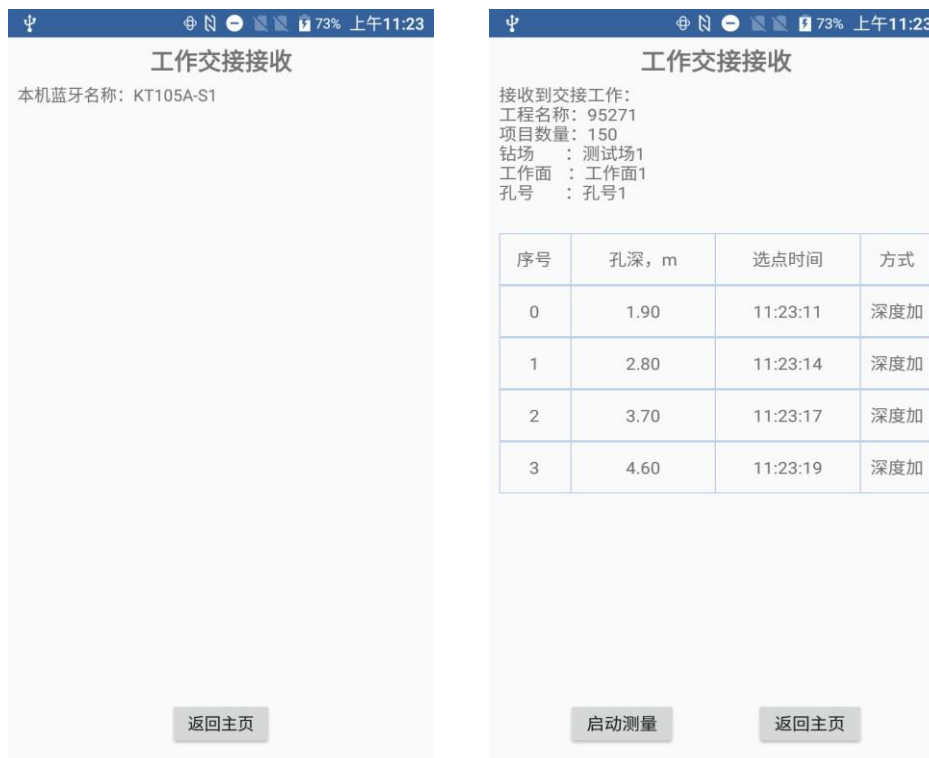 73% 上午11:23
工作交接接收
本机蓝牙名称：KT105A-S1
返回主页
73% 上午11:23
工作交接接收
接收到交接工作：
工程名称：95271
项目数量：150
钻场 ：测试场1
工作面 ：工作面1
孔号 ：孔号1
序号 孔深，m 选点时间 方式
0 1.90 11:23:11 深度加
1 2.80 11:23:14 深度加
2 3.70 11:23:17 深度加
3 4.60 11:23:19 深度加
启动测量 返回主页